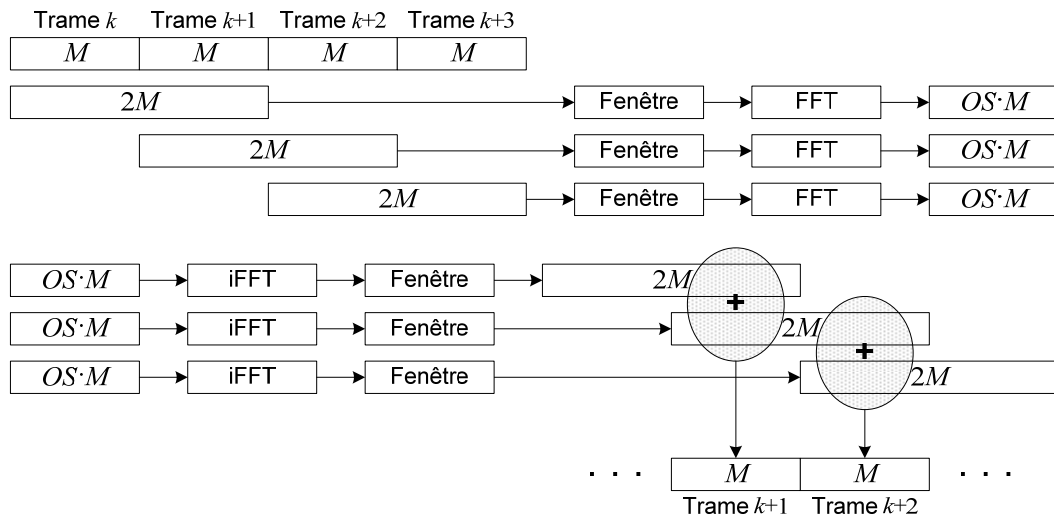 Trame k Trame k+1 Trame k+2 Trame k+3
M M M M
2M Fenêtre FFT OS·M
2M Fenêtre FFT OS·M
2M Fenêtre FFT OS·M
OS·M iFFT Fenêtre 2M
+
OS·M iFFT Fenêtre 2M
+
OS·M iFFT Fenêtre 2M
· · · M M · · ·
Trame k+1 Trame k+2